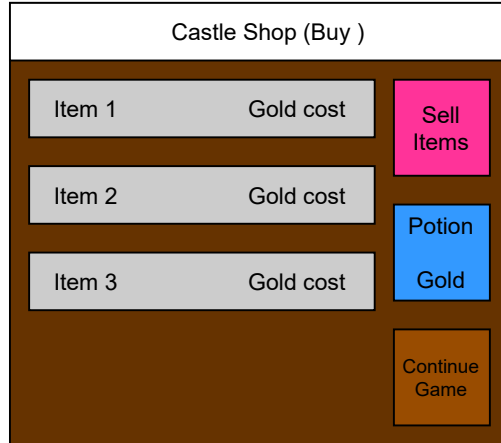 Castle Shop (Buy )
Item 1 Gold cost
Sell
Items
Item 2 Gold cost
Potion
Gold
Item 3 Gold cost
Continue
Game